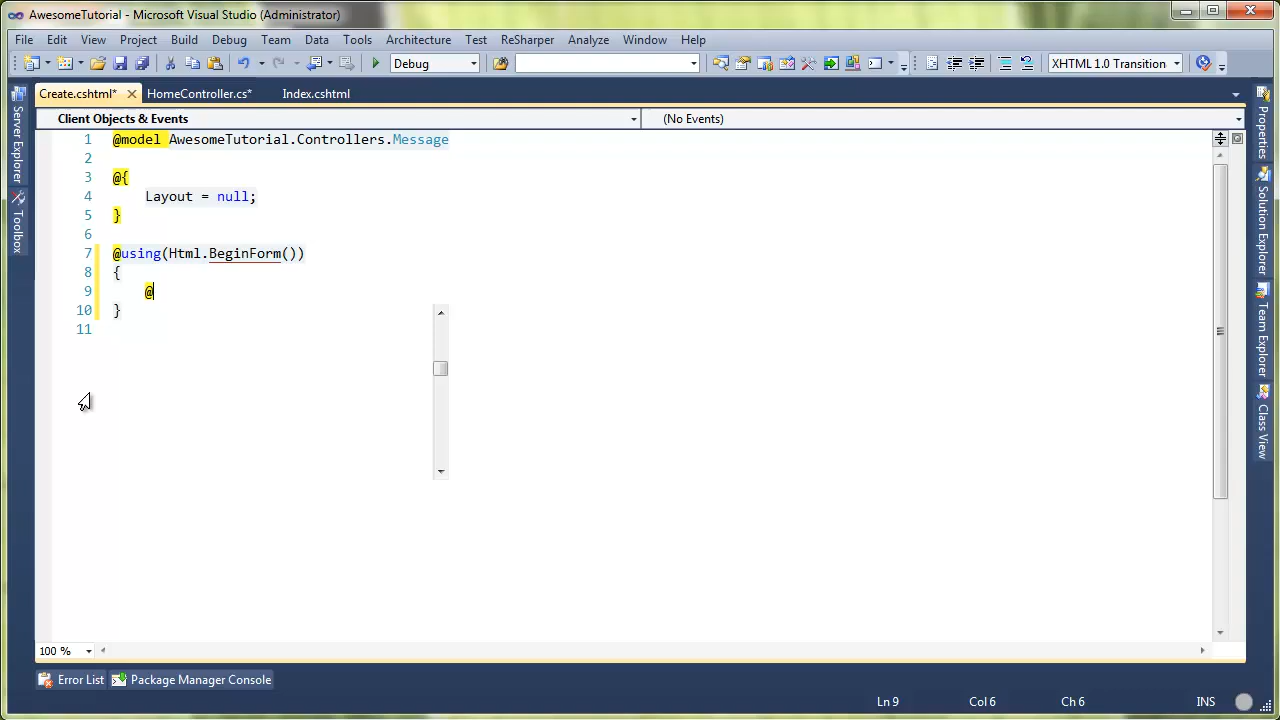 AwesomeTutorial - Microsoft Visual Studio (Administrator)
File Edit View Project Build Debug Team Data Tools Architecture Test ReSharper Analyze Window Help
Debug XHTML 1.0 Transition
Create.cshtml* HomeController.cs* Index.cshtml
Client Objects & Events (No Events)
1 @model AwesomeTutorial.Controllers.Message
2
3 @{
4 Layout = null;
5 }
6
7 @using(Html.BeginForm())
8 {
9 @
10 }
11
Server Explorer
Toolbox
Properties
Solution Explorer
Team Explorer
Class View
100 %
Error List Package Manager Console
Ln 9 Col 6 Ch 6 INS